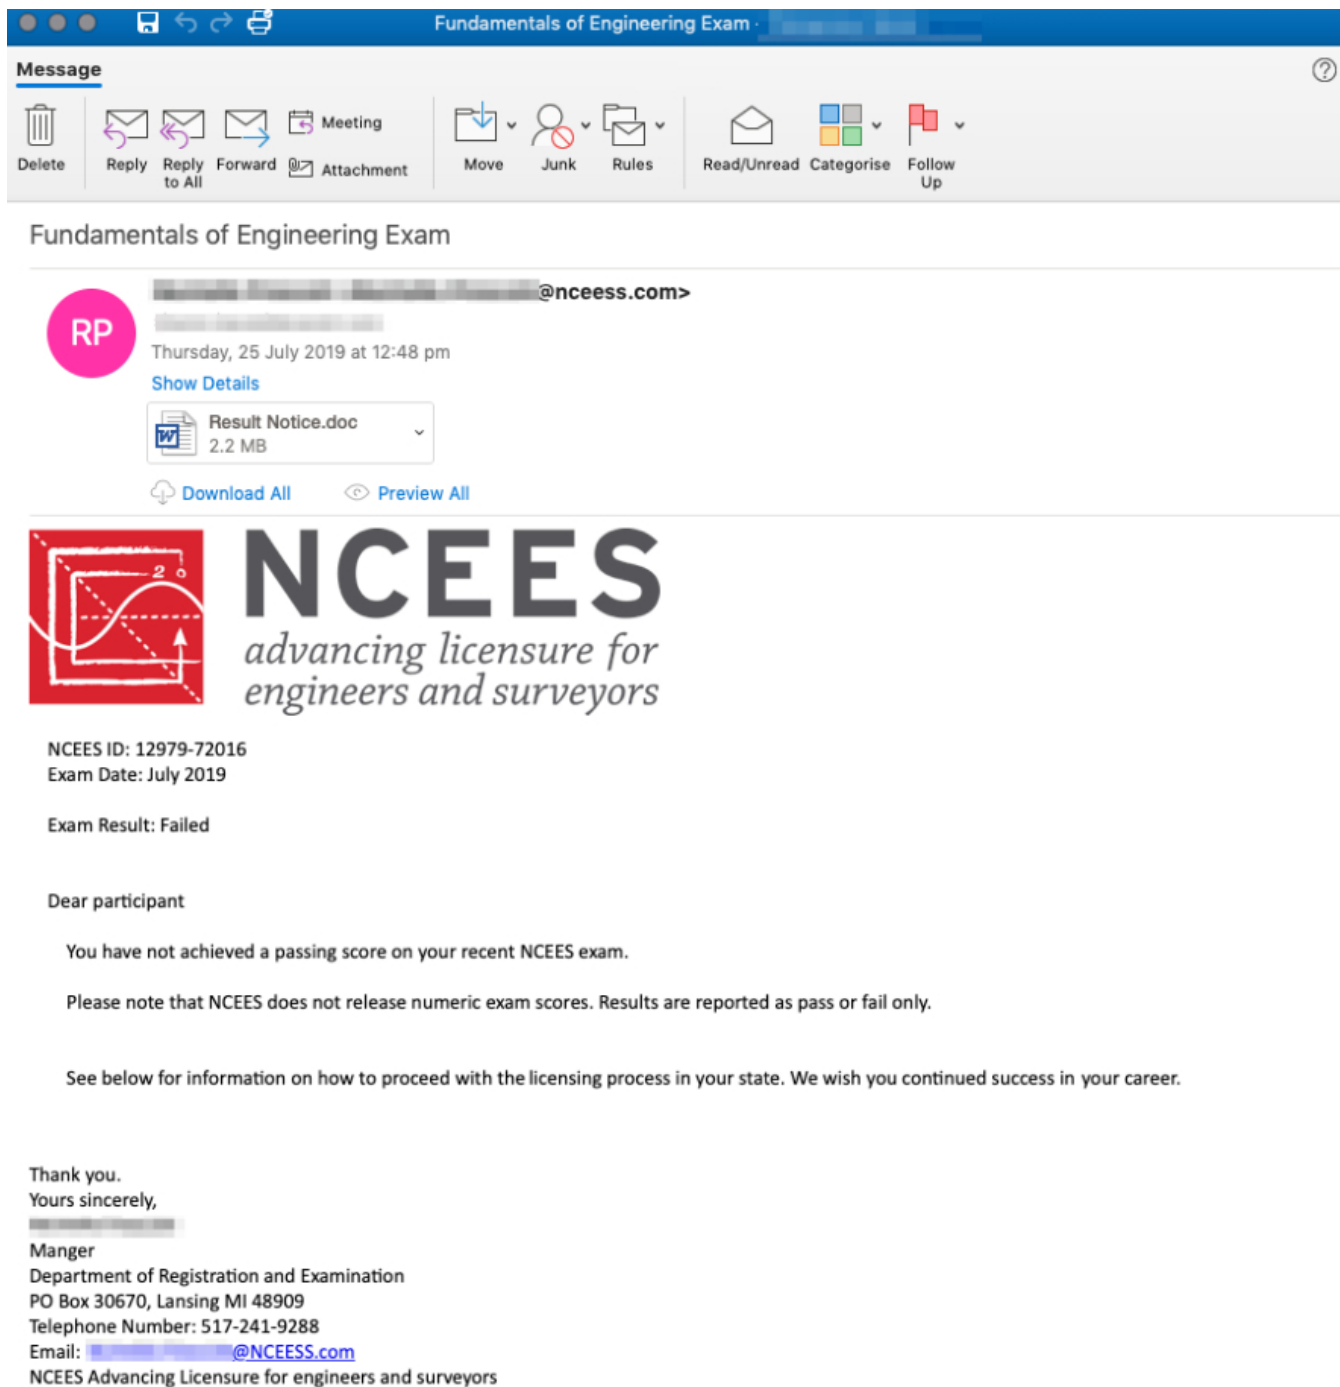 Fundamentals of Engineering Exam ·
Message
Delete
Reply
Reply to All
Forward
Meeting
Attachment
Move
Junk
Rules
Read/Unread
Categorise
Follow Up
Fundamentals of Engineering Exam
RP
@nceess.com>
Thursday, 25 July 2019 at 12:48 pm
Show Details
Result Notice.doc
2.2 MB
Download All
Preview All
NCEES
advancing licensure for
engineers and surveyors
NCEES ID: 12979-72016
Exam Date: July 2019
Exam Result: Failed
Dear participant
You have not achieved a passing score on your recent NCEES exam.
Please note that NCEES does not release numeric exam scores. Results are reported as pass or fail only.
See below for information on how to proceed with the licensing process in your state. We wish you continued success in your career.
Thank you.
Yours sincerely,
Manger
Department of Registration and Examination
PO Box 30670, Lansing MI 48909
Telephone Number: 517-241-9288
Email: @NCEESS.com
NCEES Advancing Licensure for engineers and surveyors